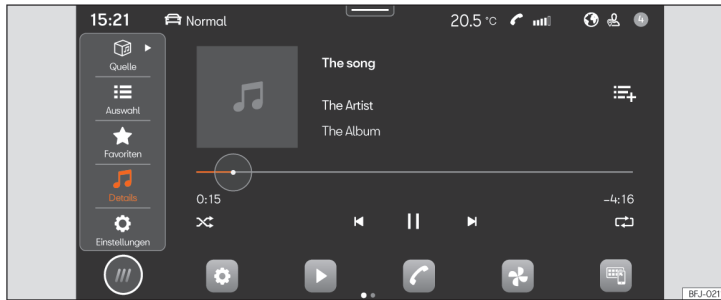 15:21
Normal
20.5 °C
4
Quelle
Auswahl
Favoriten
Details
Einstellungen
The song
The Artist
The Album
0:15
–4:16
BFJ-021